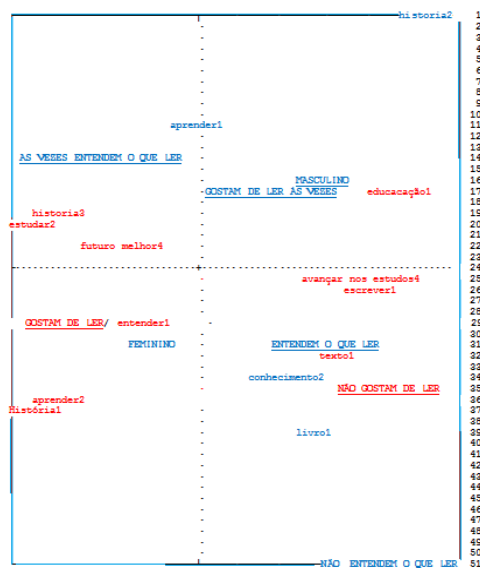 historia2 1
2
3
4
5
6
7
8
9
10
aprender1 11
12
13
AS VEZES ENTENDEM O QUE LER 14
15
MASCULINO 16
GOSTAM DE LER AS VEZES educacação1 17
18
historia3 19
estudar2 20
21
futuro melhor4 22
23
24
avançar nos estudos4 25
escrever1 26
27
28
GOSTAM DE LER/ entender1 29
30
FEMININO ENTENDEM O QUE LER 31
texto1 32
33
conhecimento2 34
NÃO GOSTAM DE LER 35
aprender2 36
História1 37
38
livro1 39
40
41
42
43
44
45
46
47
48
49
50
NÃO ENTENDEM O QUE LER 51